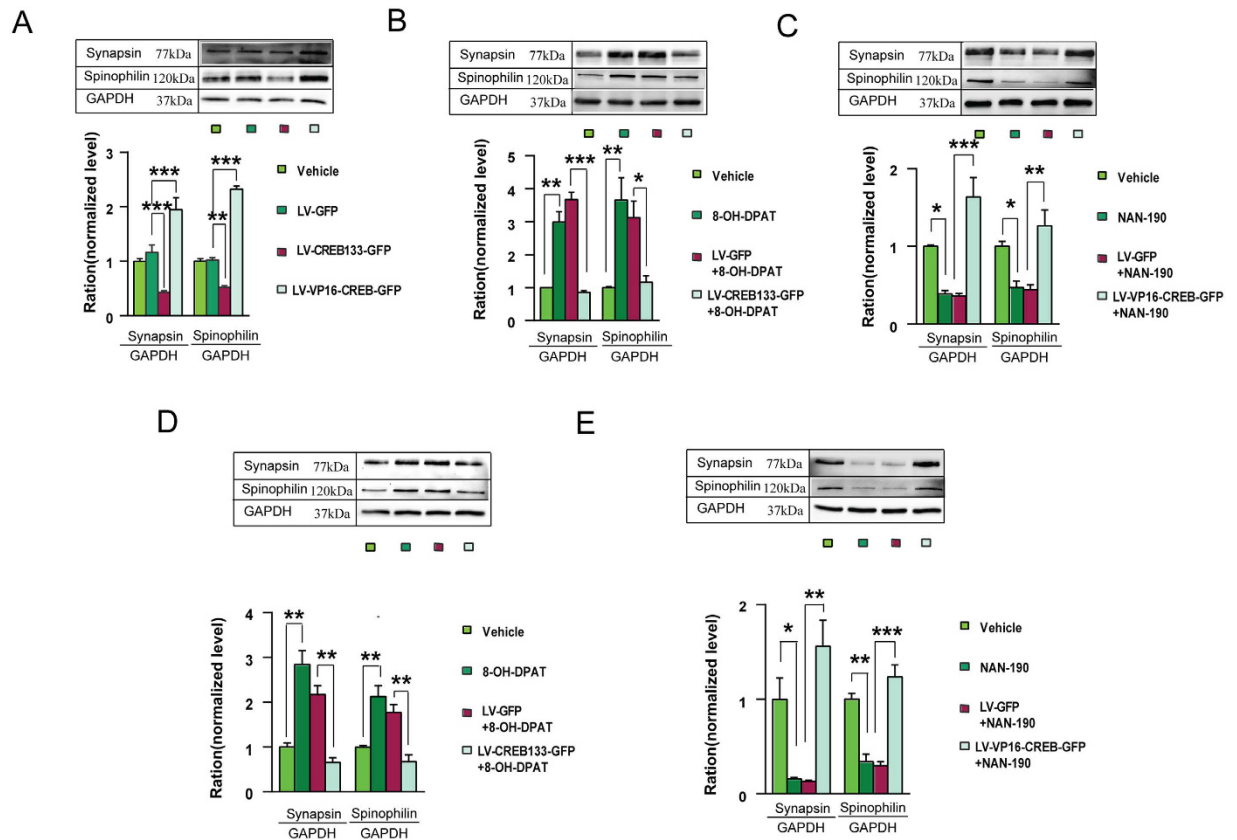 A
Synapsin 77kDa
Spinophilin 120kDa
GAPDH 37kDa
Ration(normalized level)
3
2
1
0
***
***
***
**
Synapsin
GAPDH
Spinophilin
GAPDH
Vehicle
LV-GFP
LV-CREB133-GFP
LV-VP16-CREB-GFP
B
Synapsin 77kDa
Spinophilin 120kDa
GAPDH 37kDa
Ration(normalized level)
5
4
3
2
1
0
**
***
**
*
Synapsin
GAPDH
Spinophilin
GAPDH
Vehicle
8-OH-DPAT
LV-GFP
+8-OH-DPAT
LV-CREB133-GFP
+8-OH-DPAT
C
Synapsin 77kDa
Spinophilin 120kDa
GAPDH 37kDa
Ration(normalized level)
2
1
0
*
***
*
**
Synapsin
GAPDH
Spinophilin
GAPDH
Vehicle
NAN-190
LV-GFP
+NAN-190
LV-VP16-CREB-GFP
+NAN-190
D
Synapsin 77kDa
Spinophilin 120kDa
GAPDH 37kDa
Ration(normalized level)
4
3
2
1
0
**
**
**
**
Synapsin
GAPDH
Spinophilin
GAPDH
Vehicle
8-OH-DPAT
LV-GFP
+8-OH-DPAT
LV-CREB133-GFP
+8-OH-DPAT
E
Synapsin 77kDa
Spinophilin 120kDa
GAPDH 37kDa
Ration(normalized level)
2
1
0
*
**
**
***
Synapsin
GAPDH
Spinophilin
GAPDH
Vehicle
NAN-190
LV-GFP
+NAN-190
LV-VP16-CREB-GFP
+NAN-190